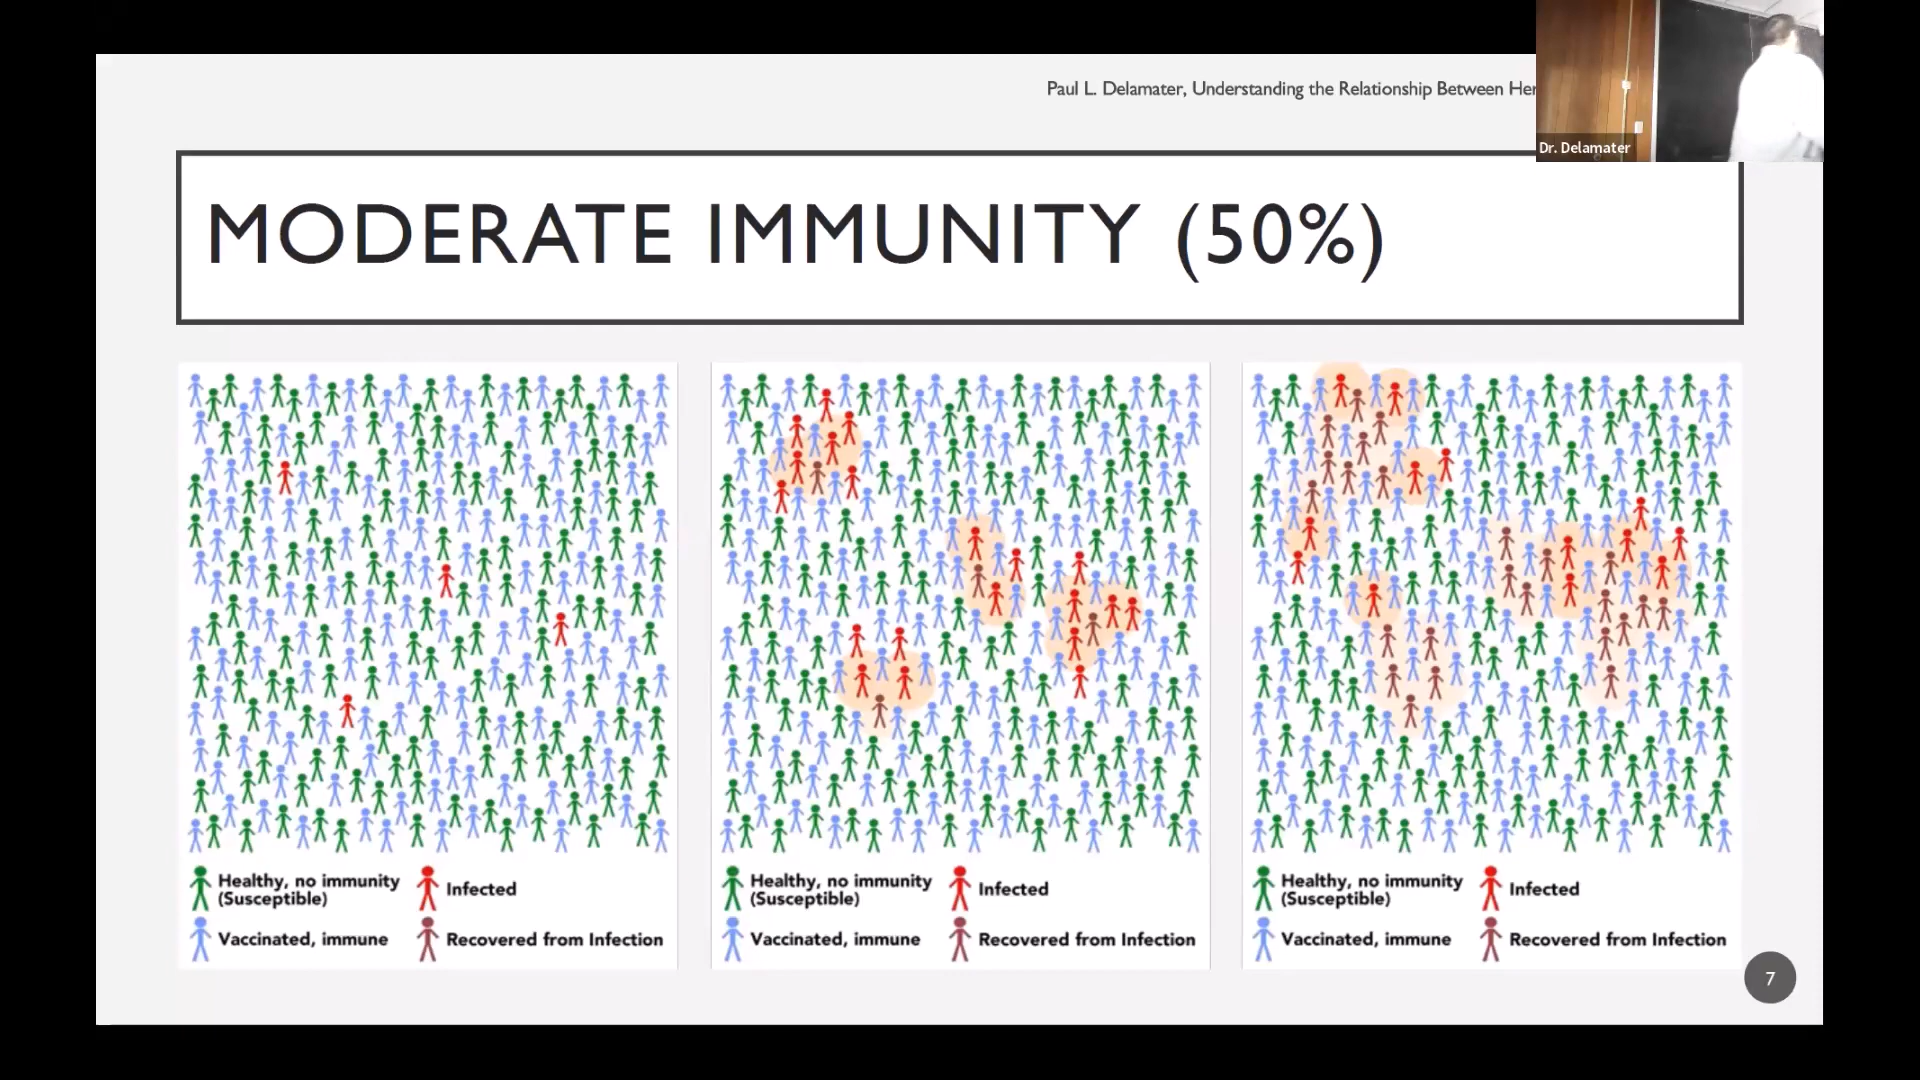 Paul L. Delamater, Understanding the Relationship Between
Dr. Delamater
MODERATE IMMUNITY (50%)
Healthy, no immunity
(Susceptible)
Infected
Vaccinated, immune
Recovered from Infection
Healthy, no immunity
(Susceptible)
Infected
Vaccinated, immune
Recovered from Infection
Healthy, no immunity
(Susceptible)
Infected
Vaccinated, immune
Recovered from Infection
7